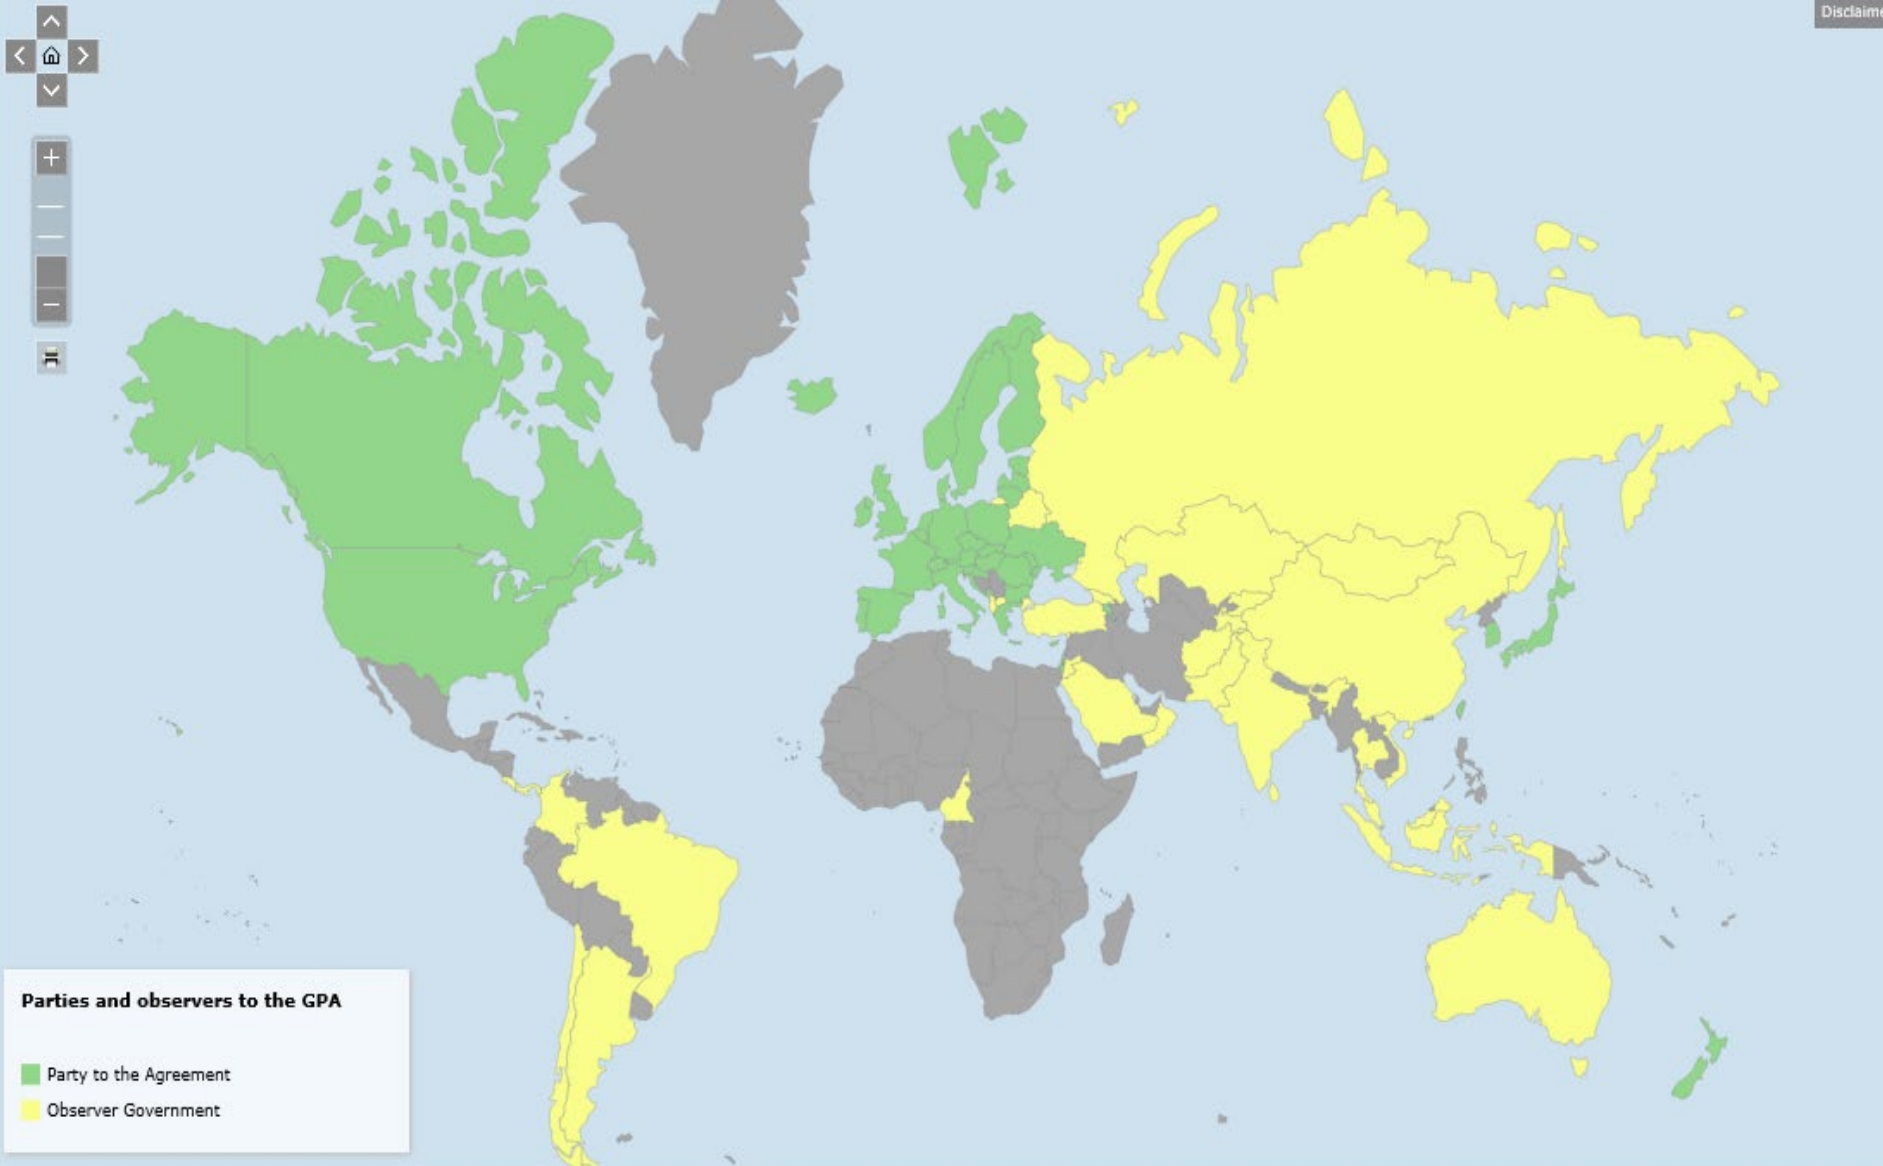 Disclaime
Parties and observers to the GPA
Party to the Agreement
Observer Government